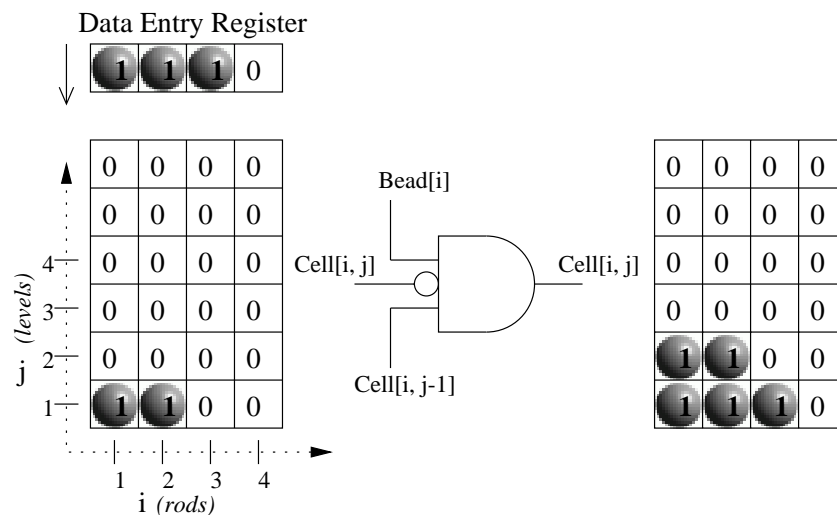 Data Entry Register
1 1 1 0
0 0 0 0
0 0 0 0
0 0 0 0
0 0 0 0
0 0 0 0
1 1 0 0
4
3
2
1
j (levels)
1 2 3 4
i (rods)
Bead[i]
Cell[i, j]
Cell[i, j]
Cell[i, j-1]
0 0 0 0
0 0 0 0
0 0 0 0
0 0 0 0
1 1 0 0
1 1 1 0